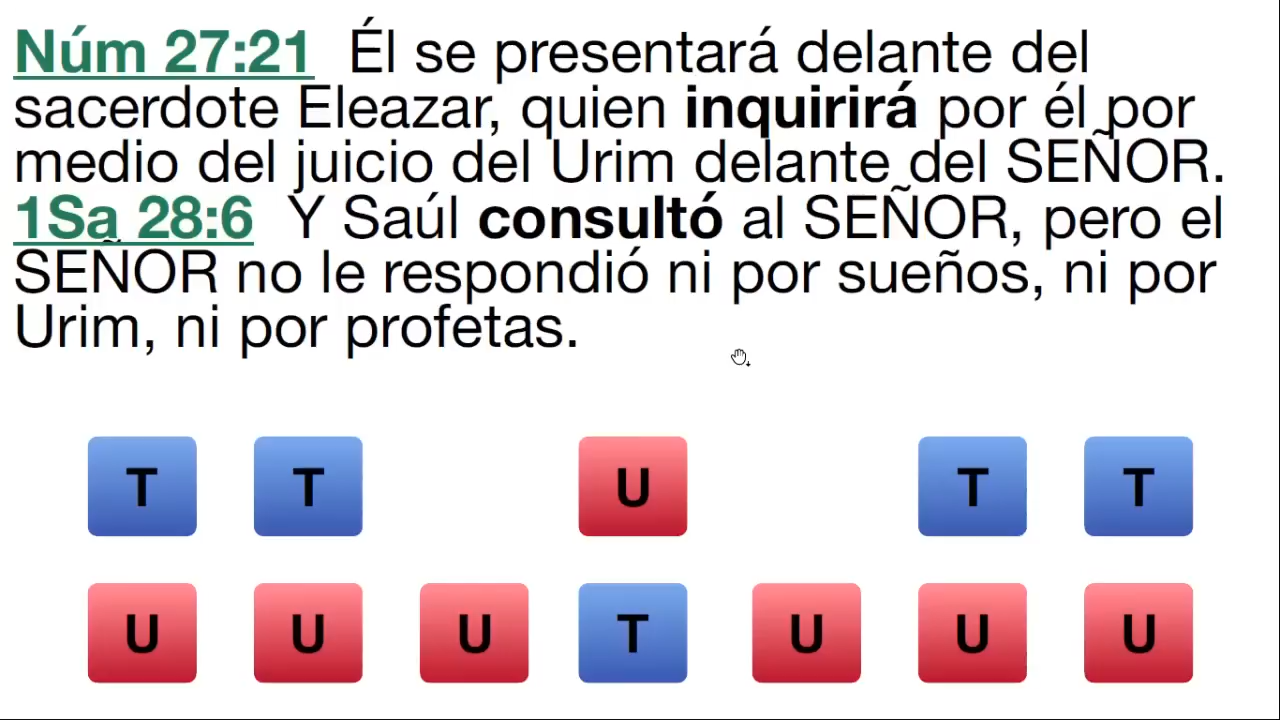 Núm 27:21 Él se presentará delante del
sacerdote Eleazar, quien inquirirá por él por
medio del juicio del Urim delante del SEÑOR.
1Sa 28:6 Y Saúl consultó al SEÑOR, pero el
SEÑOR no le respondió ni por sueños, ni por
Urim, ni por profetas.
T T U T T
U U U T U U U